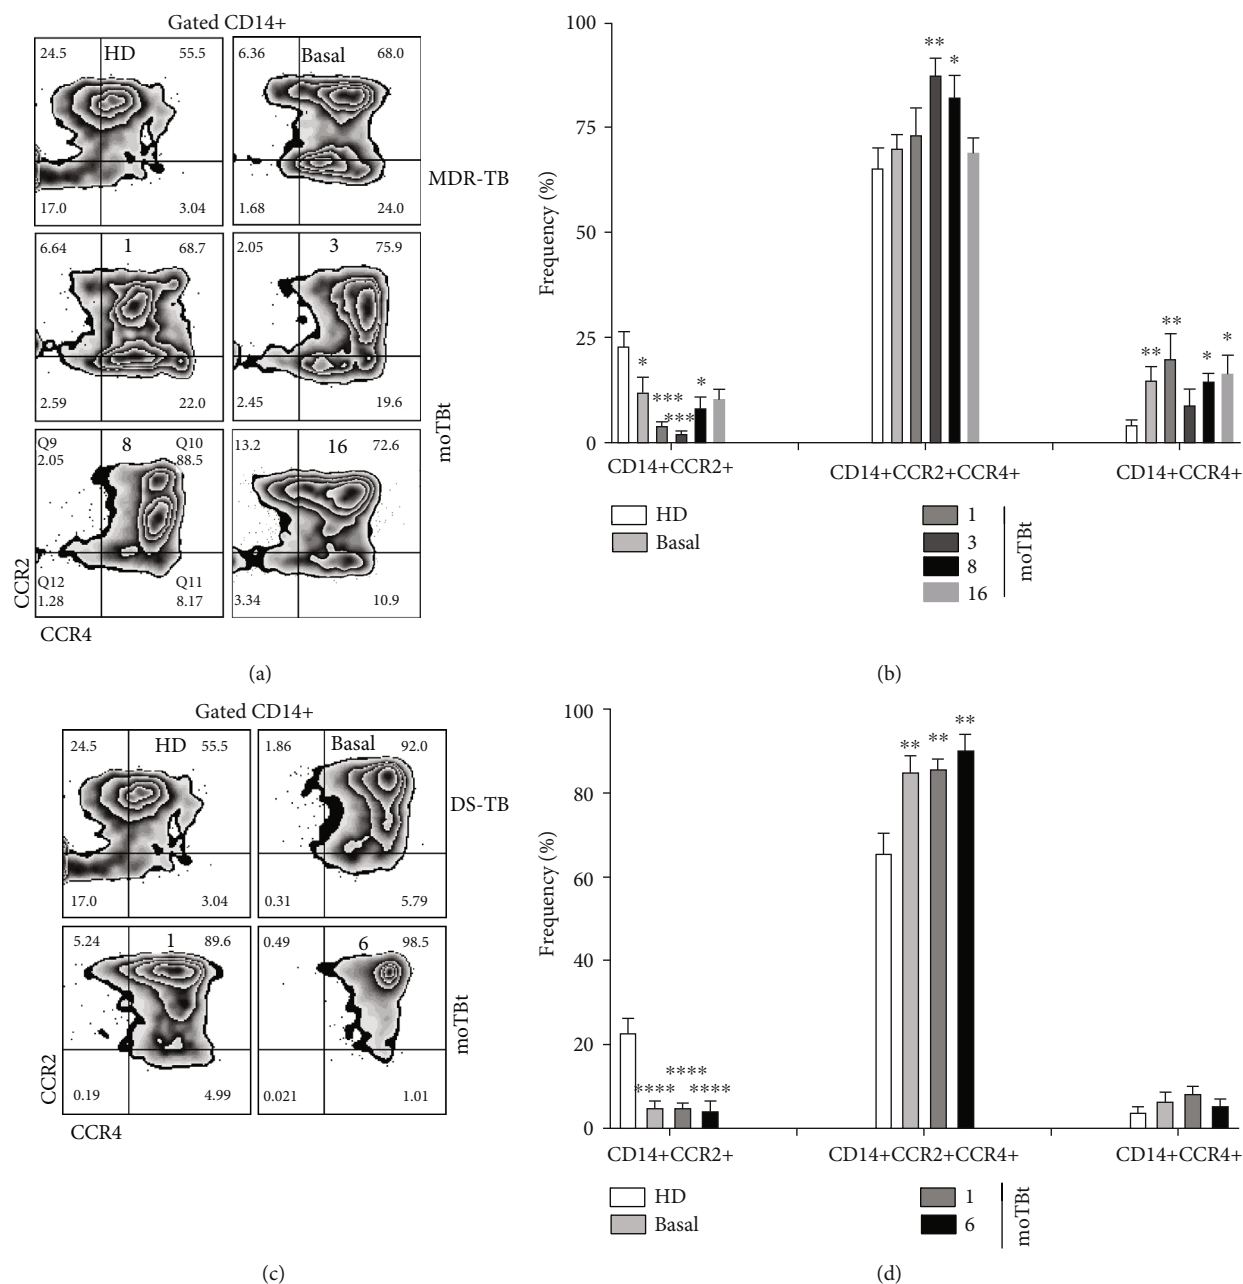 Gated CD14+
24.5 HD 55.5
17.0 3.04
6.36 Basal 68.0
1.68 24.0
MDR-TB
6.64 1 68.7
2.59 22.0
2.05 3 75.9
2.45 19.6
Q9 8 Q10
2.05 88.5
Q12 Q11
1.28 8.17
13.2 16 72.6
3.34 10.9
moTBt
CCR2
CCR4
(a)
100
75
50
25
0
Frequency (%)
* *** *** *
** *
** ** * *
CD14+CCR2+ CD14+CCR2+CCR4+ CD14+CCR4+
HD
Basal
1
3
8
16
moTBt
(b)
Gated CD14+
24.5 HD 55.5
17.0 3.04
1.86 Basal 92.0
0.31 5.79
DS-TB
5.24 1 89.6
0.19 4.99
0.49 6 98.5
0.021 1.01
moTBt
CCR2
CCR4
(c)
100
80
60
40
20
0
Frequency (%)
**** **** ****
** ** **
CD14+CCR2+ CD14+CCR2+CCR4+ CD14+CCR4+
HD
Basal
1
6
moTBt
(d)